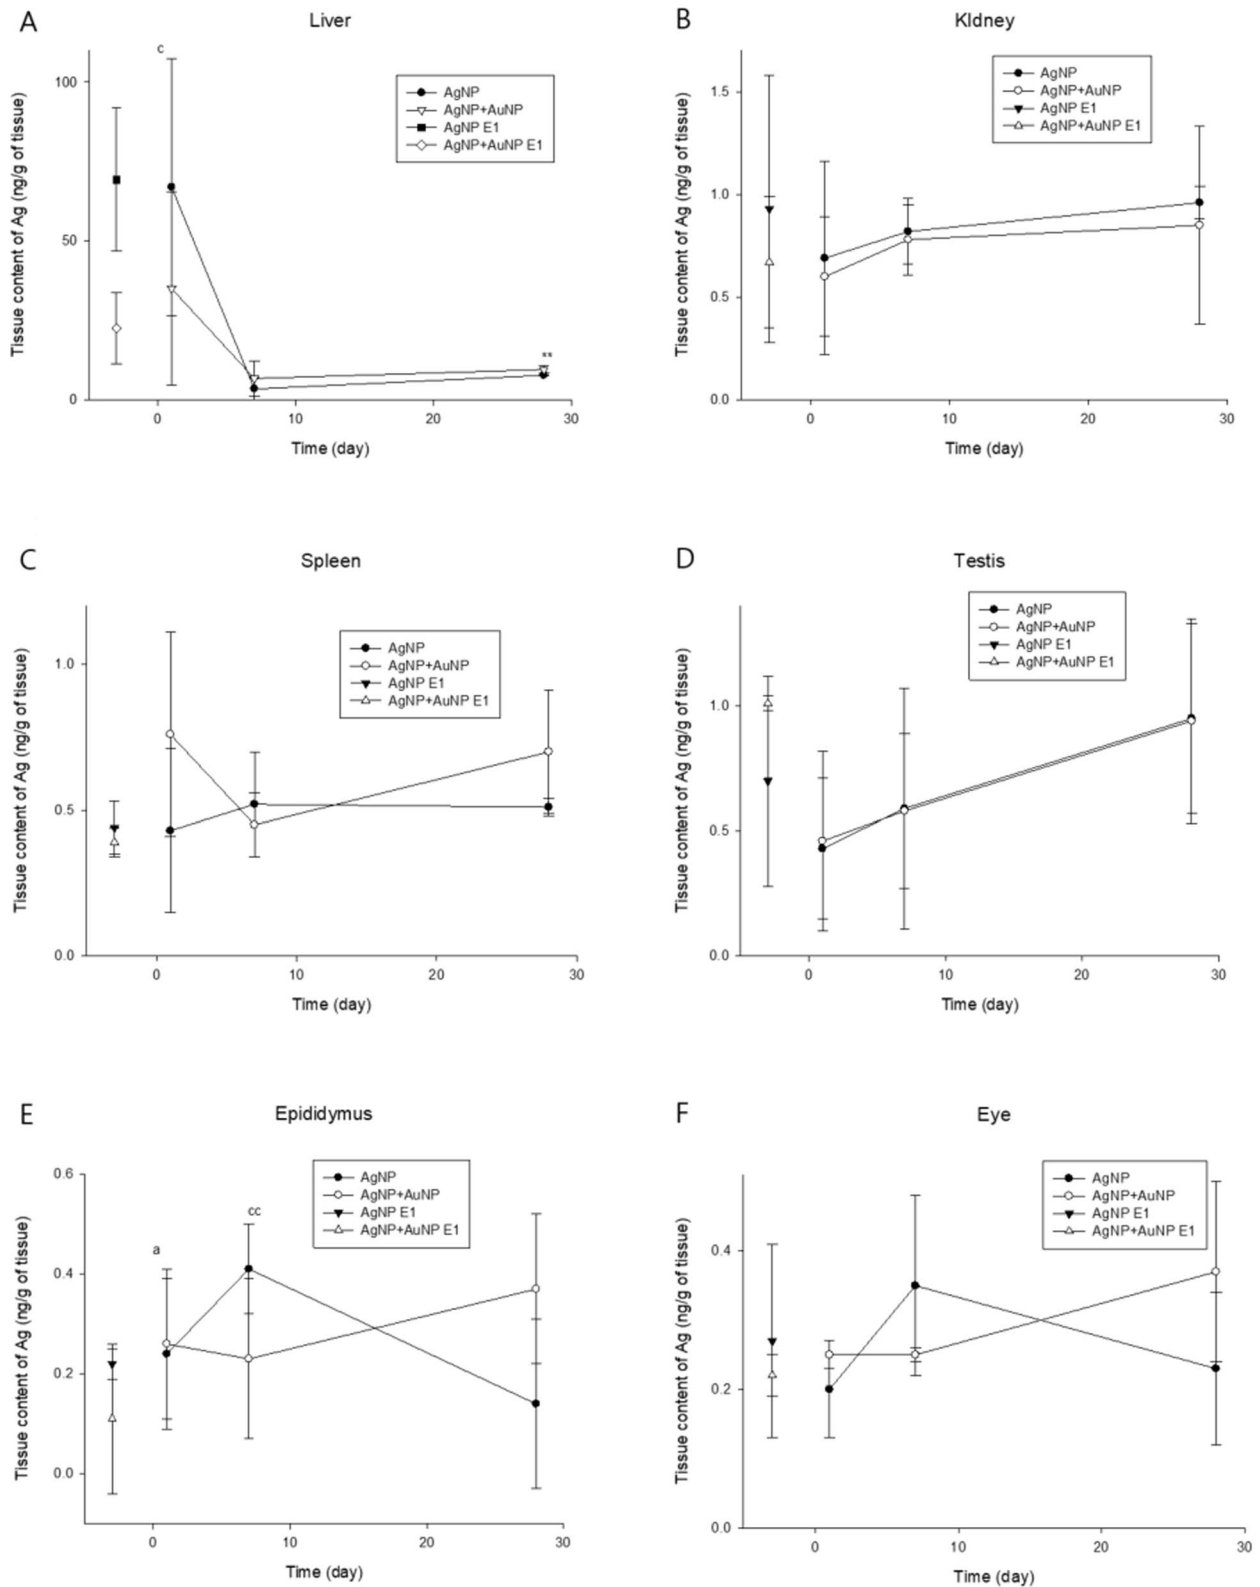 A
Liver
c
100
50
0
**
AgNP
AgNP+AuNP
AgNP E1
AgNP+AuNP E1
0 10 20 30
Time (day)
Tissue content of Ag (ng/g of tissue)
B
KIdney
1.5
1.0
0.5
0.0
AgNP
AgNP+AuNP
AgNP E1
AgNP+AuNP E1
0 10 20 30
Time (day)
Tissue content of Ag (ng/g of tissue)
C
Spleen
1.0
0.5
0.0
AgNP
AgNP+AuNP
AgNP E1
AgNP+AuNP E1
0 10 20 30
Time (day)
Tissue content of Ag (ng/g of tissue)
D
Testis
1.0
0.5
0.0
AgNP
AgNP+AuNP
AgNP E1
AgNP+AuNP E1
0 10 20 30
Time (day)
Tissue content of Ag (ng/g of tissue)
E
Epididymus
0.6
0.4
0.2
0.0
a
cc
AgNP
AgNP+AuNP
AgNP E1
AgNP+AuNP E1
0 10 20 30
Time (day)
Tissue content of Ag (ng/g of tissue)
F
Eye
0.4
0.2
0.0
AgNP
AgNP+AuNP
AgNP E1
AgNP+AuNP E1
0 10 20 30
Time (day)
Tissue content of Ag (ng/g of tissue)